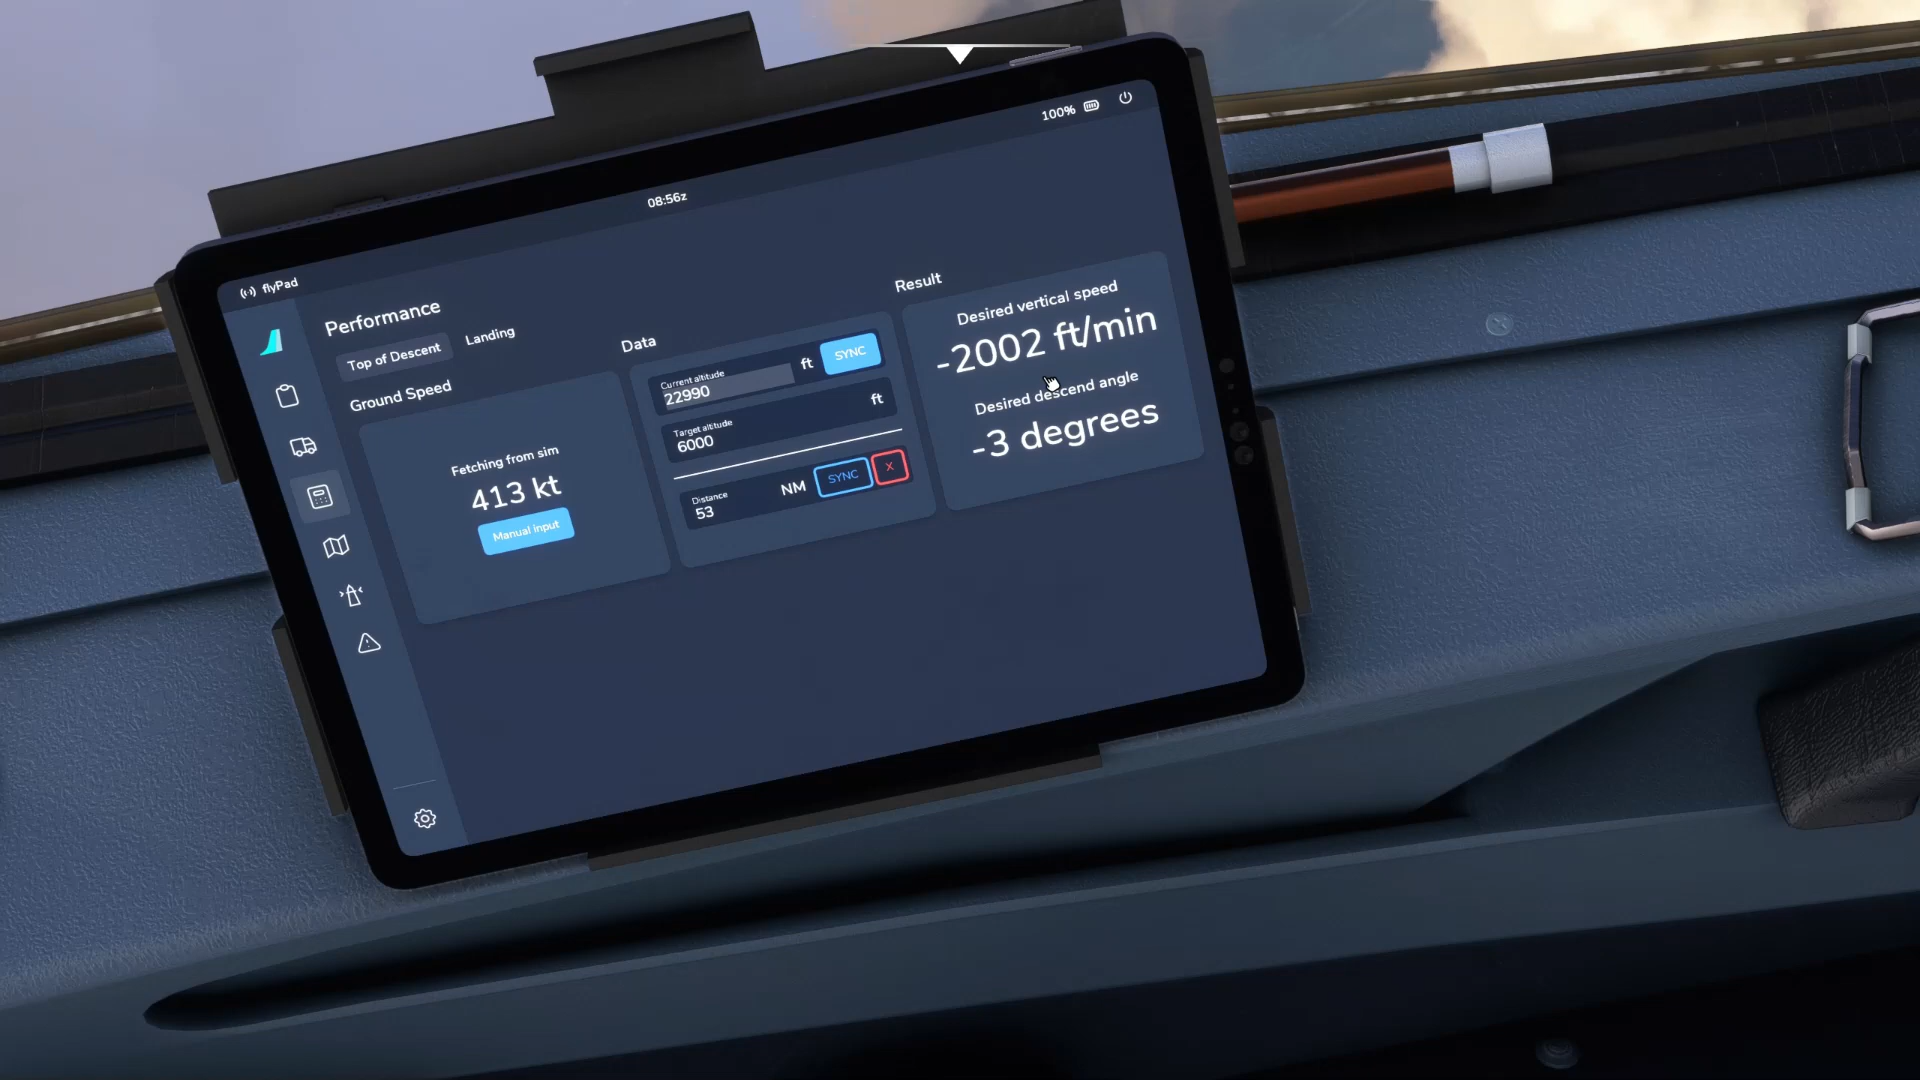 100%
08:56z
flyPad
Performance
Top of Descent
Landing
Ground Speed
Fetching from sim
413 kt
Manual input
Data
Current altitude
22990
ft
SYNC
Target altitude
6000
ft
Distance
53
NM
SYNC
X
Result
Desired vertical speed
-2002 ft/min
Desired descend angle
-3 degrees